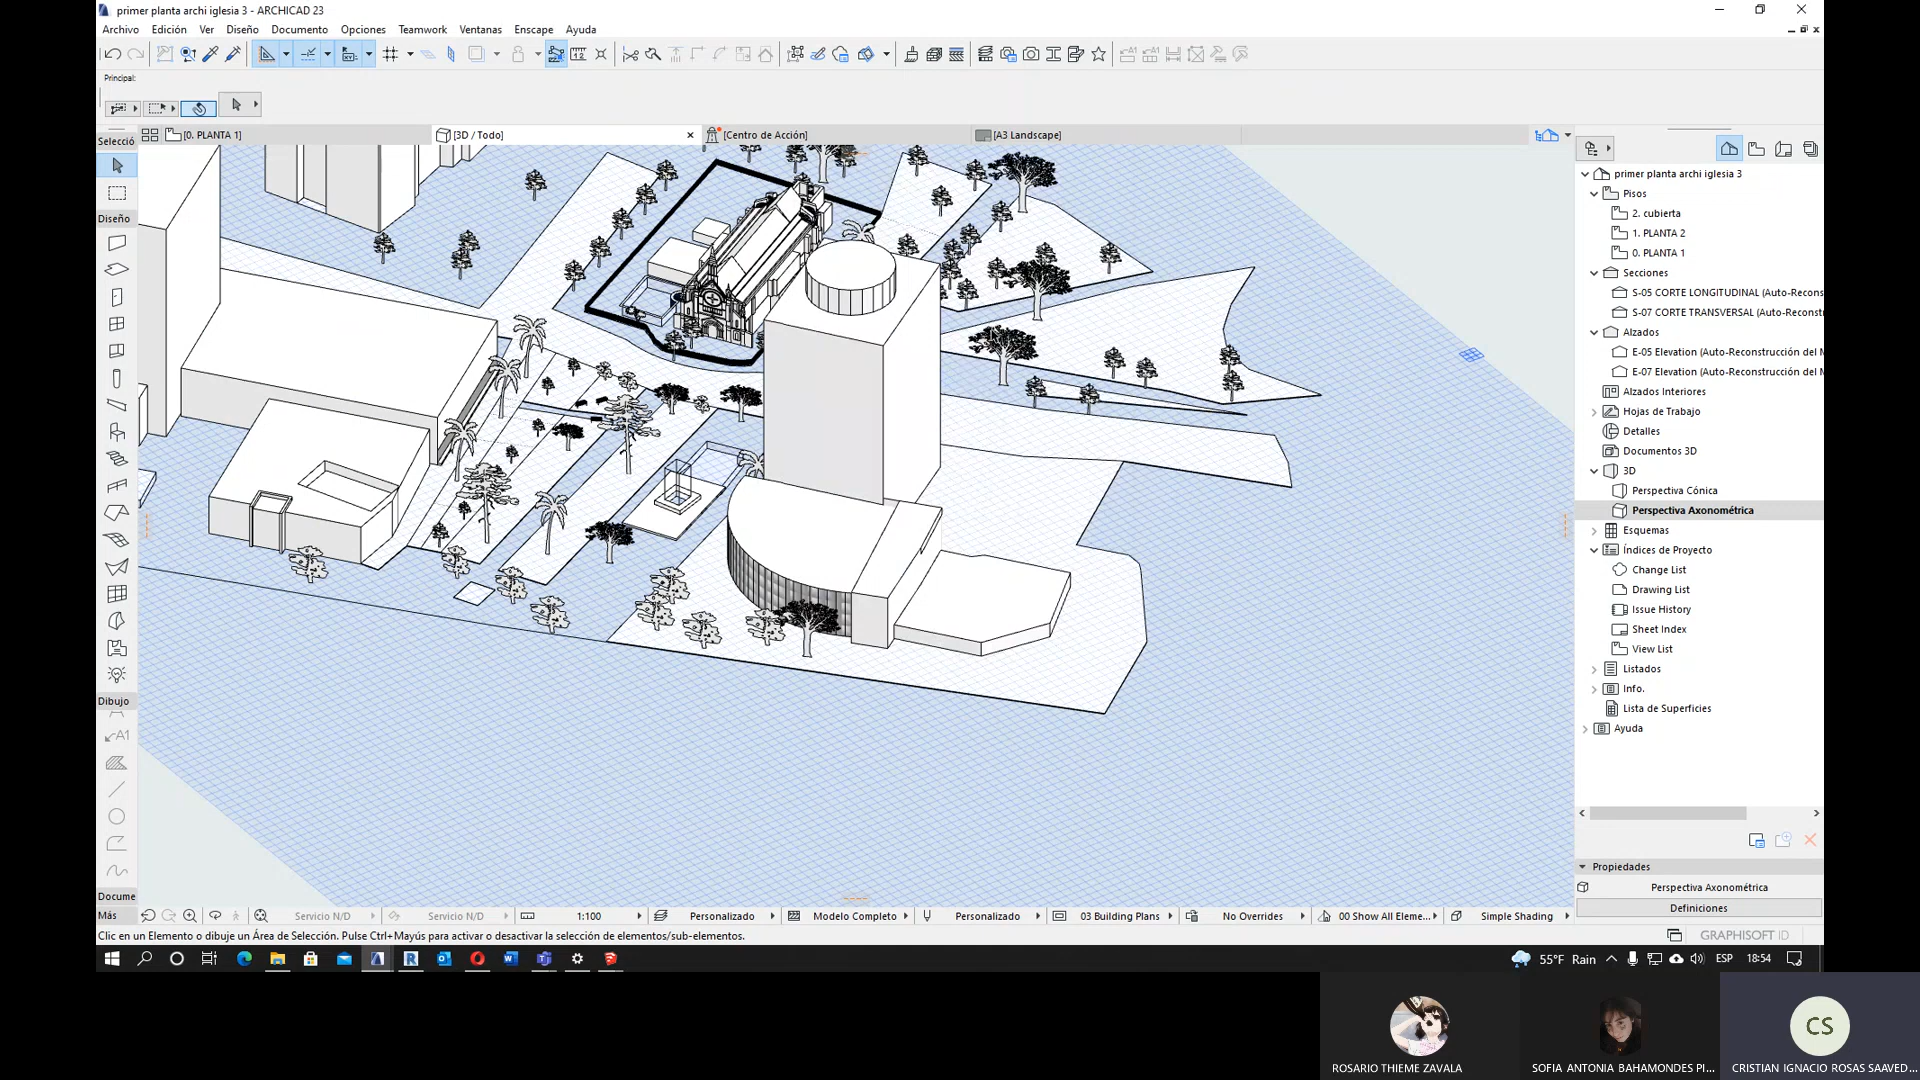 primer planta archi iglesia 3 - ARCHICAD 23
Archivo Edición Ver Diseño Documento Opciones Teamwork Ventanas Enscape Ayuda
Principal:
Selecció
[0. PLANTA 1]
[3D / Todo]
[Centro de Acción]
[A3 Landscape]
Diseño
Dibujo
A1
Docume
Más
primer planta archi iglesia 3
Pisos
2. cubierta
1. PLANTA 2
0. PLANTA 1
Secciones
S-05 CORTE LONGITUDINAL (Auto-Recons
S-07 CORTE TRANSVERSAL (Auto-Reconst
Alzados
E-05 Elevation (Auto-Reconstrucción del M
E-07 Elevation (Auto-Reconstrucción del M
Alzados Interiores
Hojas de Trabajo
Detalles
Documentos 3D
3D
Perspectiva Cónica
Perspectiva Axonométrica
Esquemas
Índices de Proyecto
Change List
Drawing List
Issue History
Sheet Index
View List
Listados
Info.
Lista de Superficies
Ayuda
Propiedades
Perspectiva Axonométrica
Definiciones
Servicio N/D Servicio N/D 1:100 Personalizado Modelo Completo Personalizado 03 Building Plans No Overrides 00 Show All Eleme... Simple Shading
Clic en un Elemento o dibuje un Área de Selección. Pulse Ctrl+Mayús para activar o desactivar la selección de elementos/sub-elementos.
GRAPHISOFT ID
55°F Rain ESP 18:54
CS
ROSARIO THIEME ZAVALA
SOFIA ANTONIA BAHAMONDES PI...
CRISTIAN IGNACIO ROSAS SAAVED...